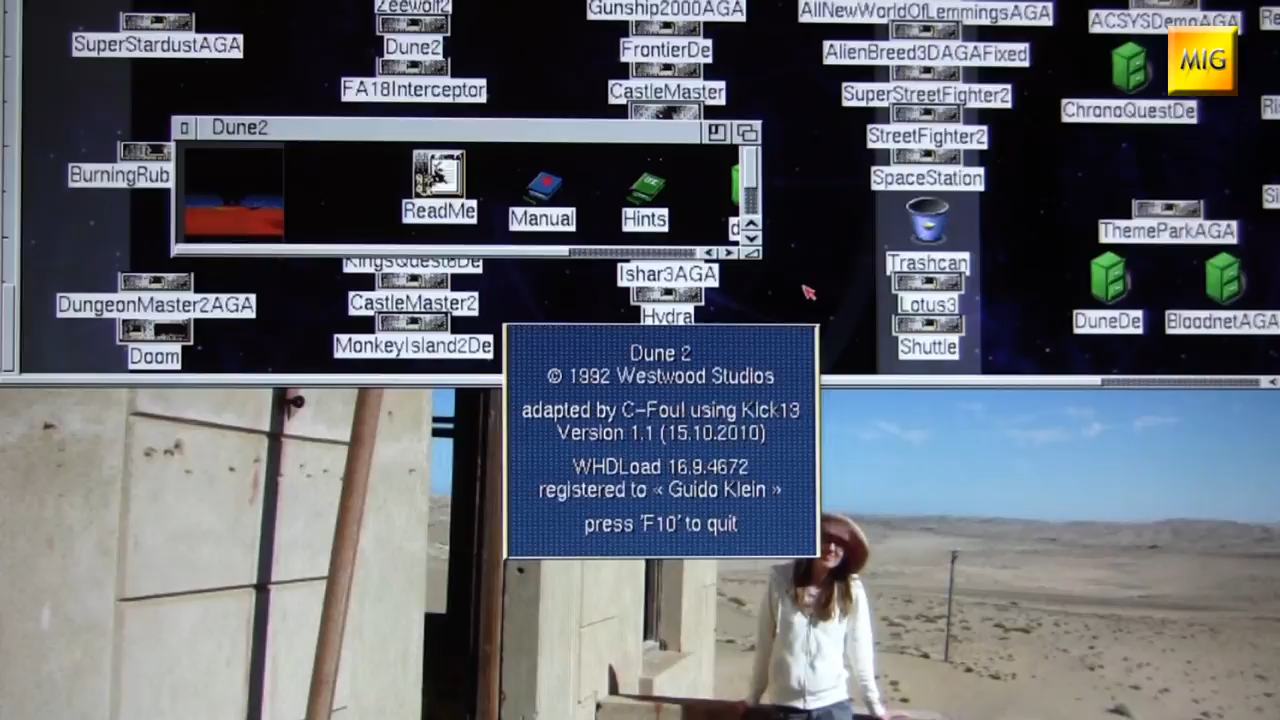 Zeewolf2
Gunship2000AGA
AllNewWorldOfLemmingsAGA
ACSYSDemoAGA
SuperStardustAGA
Dune2
FrontierDe
AlienBreed3DAGAFixed
MIG
FA18Interceptor
CastleMaster
SuperStreetFighter2
ChronoQuestDe
Dune2
StreetFighter2
BurningRub
SpaceStation
ReadMe
Manual
Hints
ThemeParkAGA
KingsQuest6De
Ishar3AGA
Trashcan
DungeonMaster2AGA
CastleMaster2
Hydra
Lotus3
DuneDe
BloodnetAGA
Doom
MonkeyIsland2De
Shuttle
Dune 2
© 1992 Westwood Studios
adapted by C-Foul using Kick13
Version 1.1 (15.10.2010)
WHDLoad 16.9.4672
registered to « Guido Klein »
press 'F10' to quit